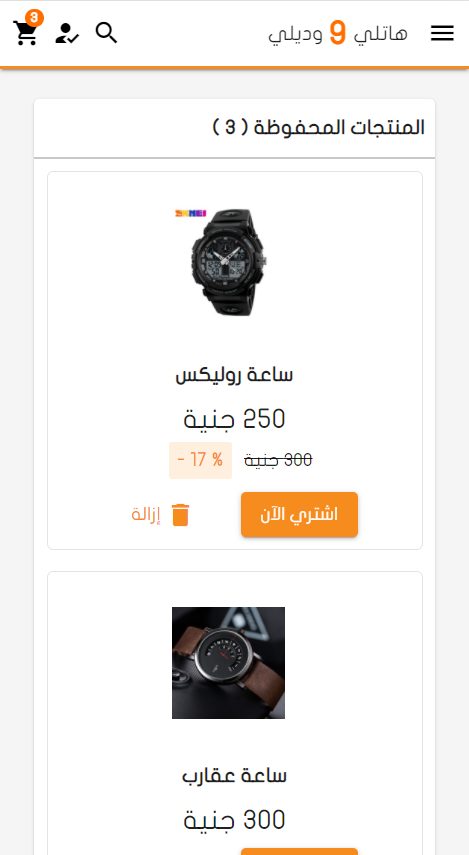 هاتلي 9 وديلي
3
المنتجات المحفوظة ( 3 )
SKMEI
ساعة روليكس
250 جنية
300 جنية
- 17 %
اشتري الآن
إزالة
ساعة عقارب
300 جنية